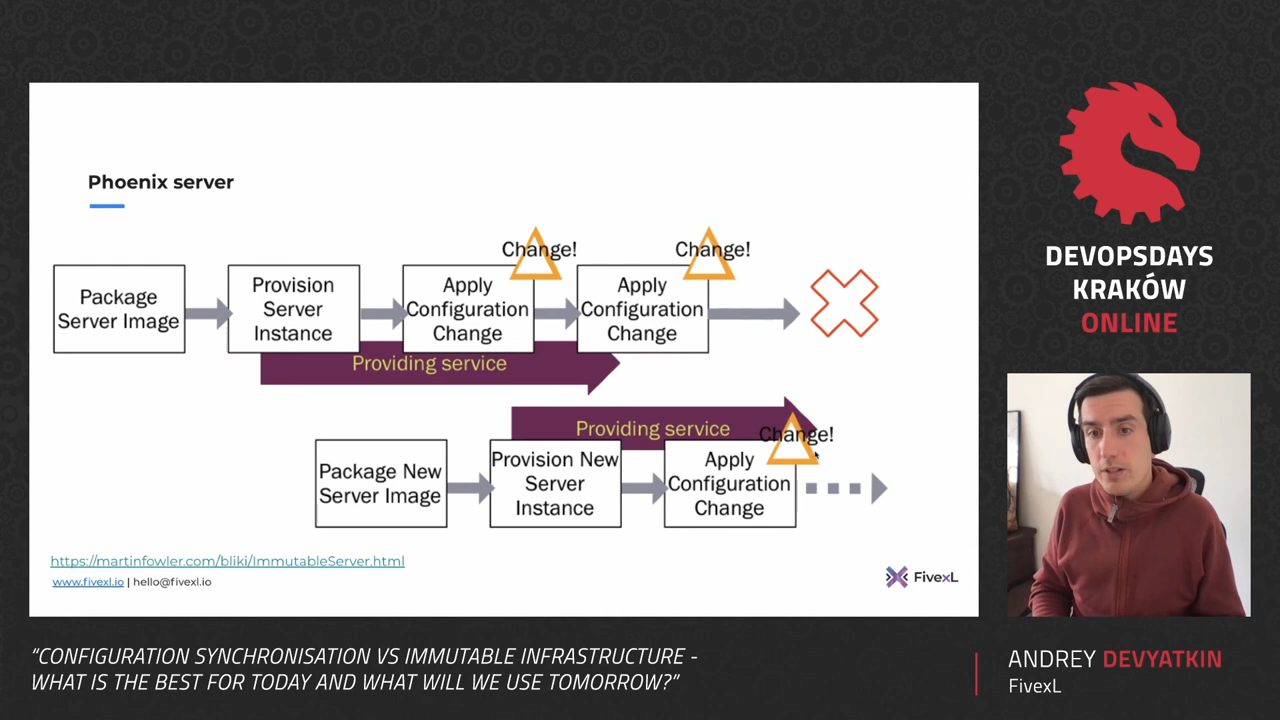 Phoenix server
Change!
Change!
Package
Server Image
Provision
Server
Instance
Apply
Configuration
Change
Apply
Configuration
Change
Providing service
Providing service
Change!
Package New
Server Image
Provision New
Server
Instance
Apply
Configuration
Change
https://martinfowler.com/bliki/ImmutableServer.html
www.fivexl.io | hello@fivexl.io
FivexL
DEVOPSDAYS
KRAKÓW
ONLINE
“CONFIGURATION SYNCHRONISATION VS IMMUTABLE INFRASTRUCTURE -
WHAT IS THE BEST FOR TODAY AND WHAT WILL WE USE TOMORROW?”
ANDREY DEVYATKIN
FivexL